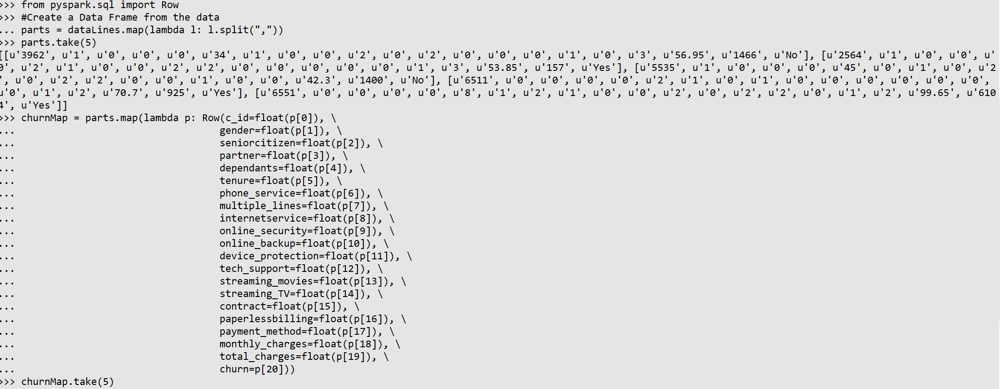 >>> from pyspark.sql import Row
>>> #Create a Data Frame from the data
... parts = dataLines.map(lambda l: l.split(","))
>>> parts.take(5)
[[u'3962', u'1', u'0', u'0', u'0', u'34', u'1', u'0', u'0', u'2', u'0', u'2', u'0', u'0', u'0', u'1', u'0', u'3', u'56.95', u'1466', u'No'], [u'2564', u'1', u'0', u'0', u'
0', u'2', u'1', u'0', u'0', u'2', u'2', u'0', u'0', u'0', u'0', u'0', u'1', u'3', u'53.85', u'157', u'Yes'], [u'5535', u'1', u'0', u'0', u'0', u'45', u'0', u'1', u'0', u'2
', u'0', u'2', u'2', u'0', u'0', u'1', u'0', u'0', u'42.3', u'1400', u'No'], [u'6511', u'0', u'0', u'0', u'0', u'2', u'1', u'0', u'1', u'0', u'0', u'0', u'0', u'0', u'0',
u'0', u'1', u'2', u'70.7', u'925', u'Yes'], [u'6551', u'0', u'0', u'0', u'0', u'8', u'1', u'2', u'1', u'0', u'0', u'2', u'0', u'2', u'2', u'0', u'1', u'2', u'99.65', u'610
4', u'Yes']]
>>> churnMap = parts.map(lambda p: Row(c_id=float(p[0]), \
... gender=float(p[1]), \
... seniorcitizen=float(p[2]), \
... partner=float(p[3]), \
... dependants=float(p[4]), \
... tenure=float(p[5]), \
... phone_service=float(p[6]), \
... multiple_lines=float(p[7]), \
... internetservice=float(p[8]), \
... online_security=float(p[9]), \
... online_backup=float(p[10]), \
... device_protection=float(p[11]), \
... tech_support=float(p[12]), \
... streaming_movies=float(p[13]), \
... streaming_TV=float(p[14]), \
... contract=float(p[15]), \
... paperlessbilling=float(p[16]), \
... payment_method=float(p[17]), \
... monthly_charges=float(p[18]), \
... total_charges=float(p[19]), \
... churn=p[20]))
>>> churnMap.take(5)